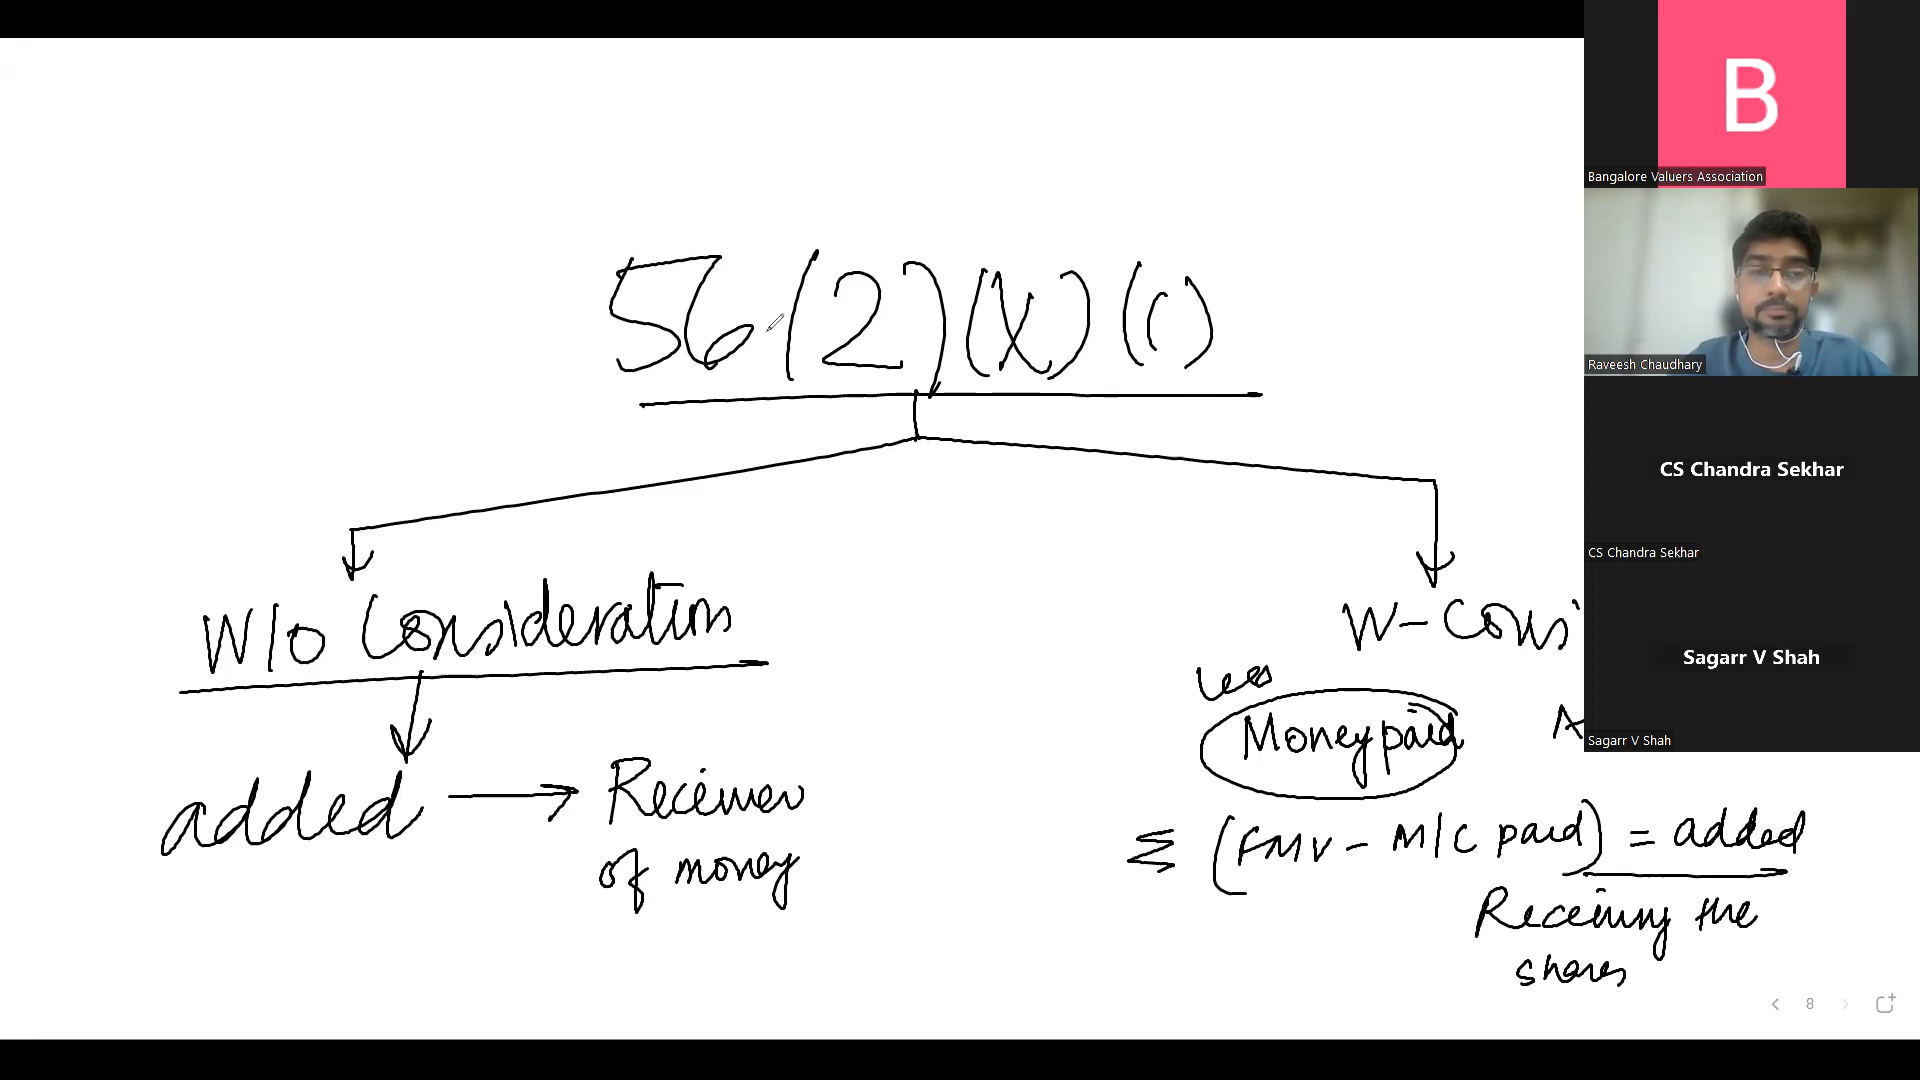 56(2)(x)(c)
W/o Consideration
added → Receiver
of money
W-Cons
less
Money paid A
Σ (FMV - M/C paid) = added
Receiving the
shares
8
B
Bangalore Valuers Association
Raveesh Chaudhary
CS Chandra Sekhar
CS Chandra Sekhar
Sagarr V Shah
Sagarr V Shah